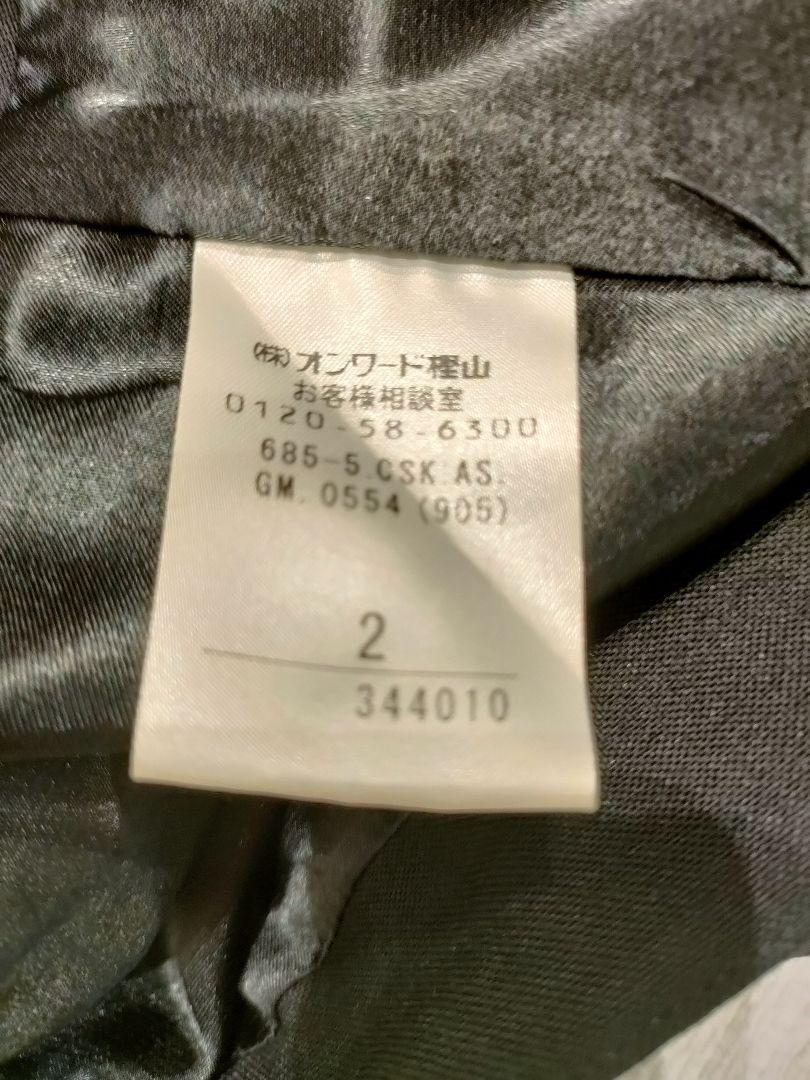 (株)オンワード樫山
お客様相談室
0120-58-6300
685-5.CSK AS.
GM. 0554 (905)
2
344010